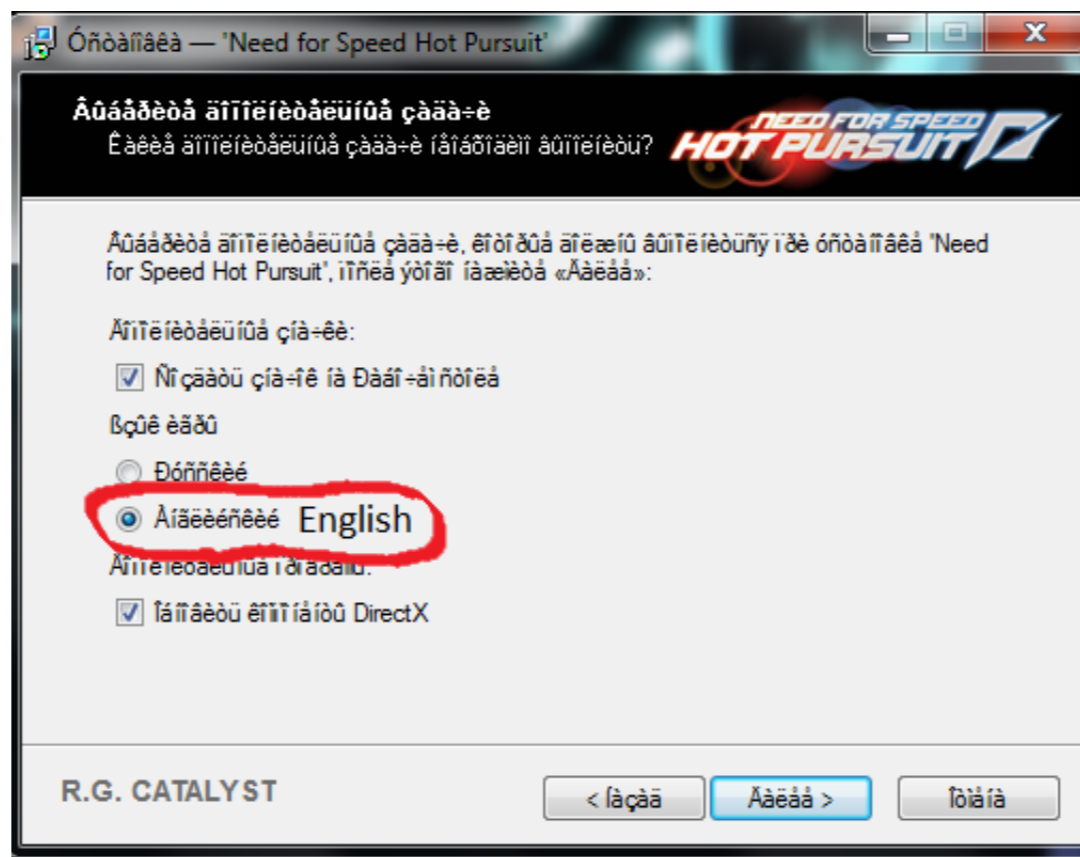 Óñòàíîâêà — 'Need for Speed Hot Pursuit'
Âûáåðèòå äîïîëíèòåëüíûå çàäà÷è
Êàêèå äîïîëíèòåëüíûå çàäà÷è íåîáõîäèìî âûïîëíèòü?
NEED FOR SPEED
HOT PURSUIT
Âûáåðèòå äîïîëíèòåëüíûå çàäà÷è, êîòîðûå äîëæíû âûïîëíèòüñÿ ïðè óñòàíîâêå 'Need
for Speed Hot Pursuit', ïîñëå ýòîãî íàæìèòå «Äàëåå»:
Äîïîëíèòåëüíûå çíà÷êè:
Ñîçäàòü çíà÷îê íà Ðàáî÷åì ñòîëå
ßçûê èãðû
Ðóññêèé
Àíãëèéñêèé English
Äîïîëíèòåëüíûå ïðîãðàììû:
Îáíîâèòü êîìïîíåíòû DirectX
R.G. CATALYST
< Íàçàä
Äàëåå >
Îòìåíà